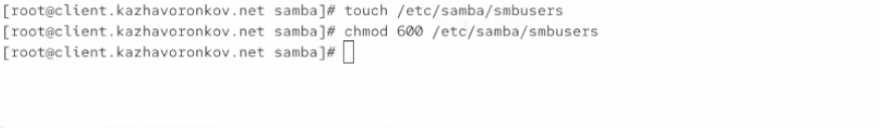 [root@client.kazhavoronkov.net samba]# touch /etc/samba/smbusers
[root@client.kazhavoronkov.net samba]# chmod 600 /etc/samba/smbusers
[root@client.kazhavoronkov.net samba]#